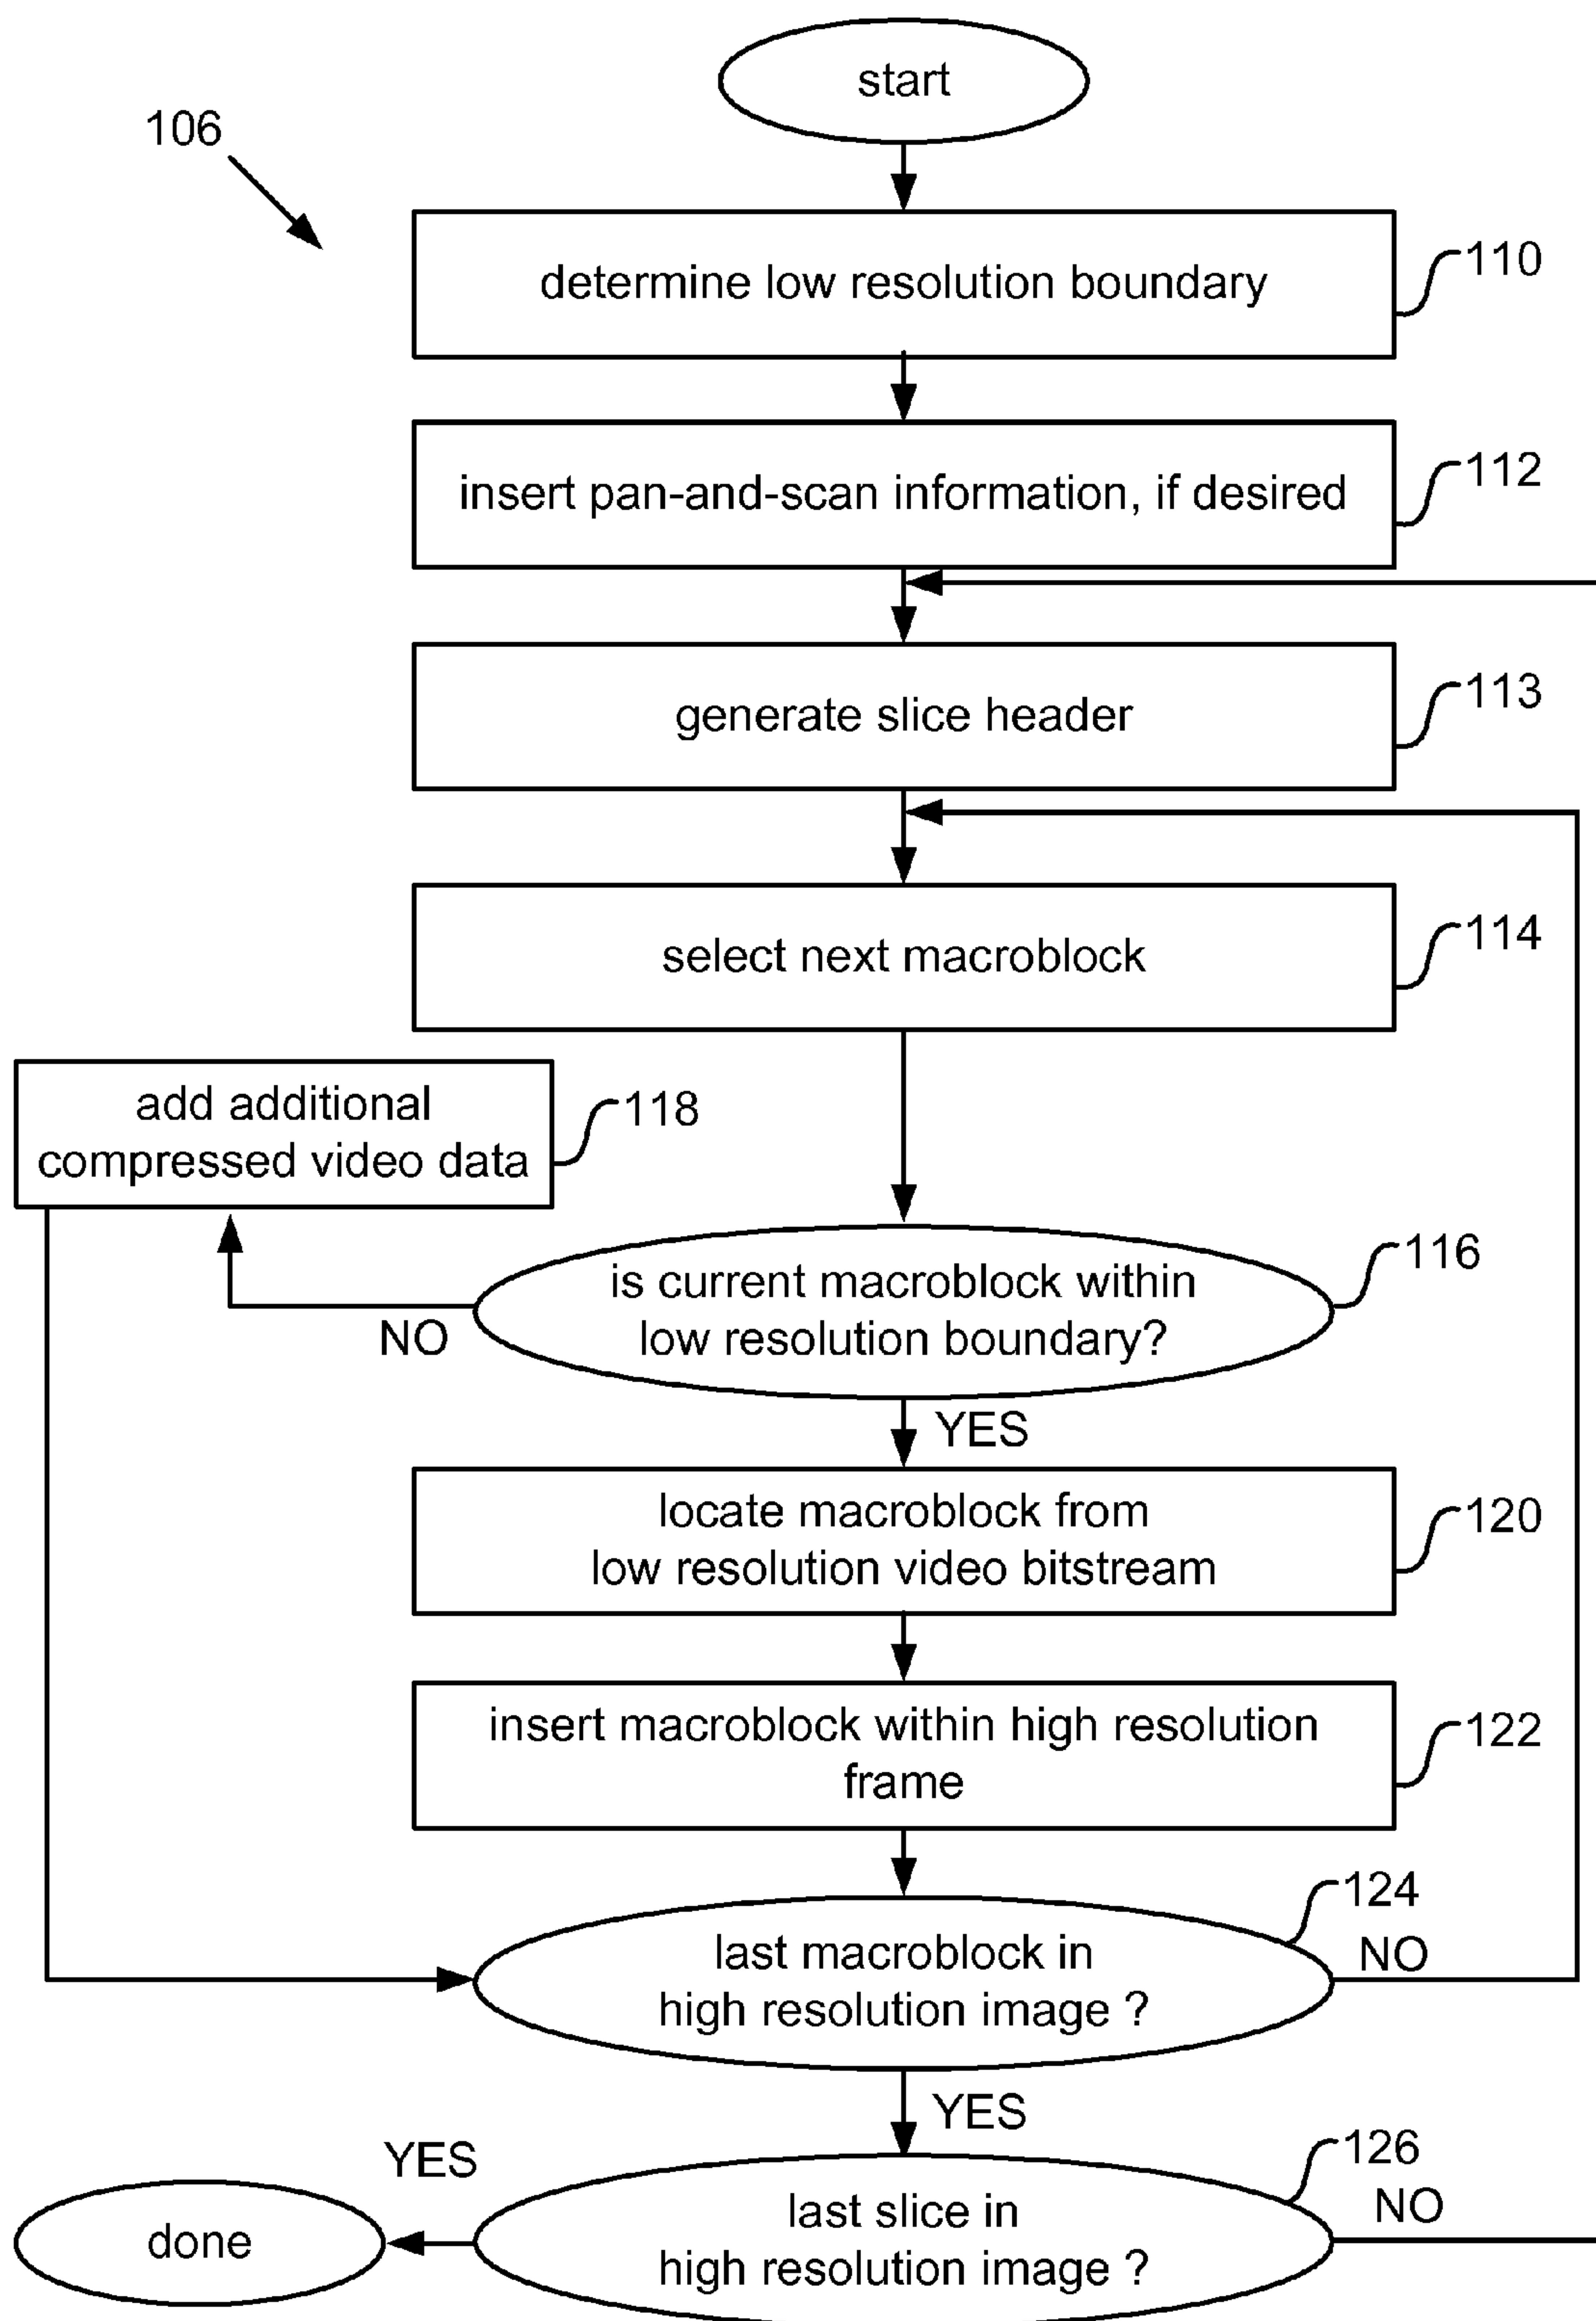 start
106
determine low resolution boundary
110
insert pan-and-scan information, if desired
112
generate slice header
113
select next macroblock
114
add additional
compressed video data
118
is current macroblock within
low resolution boundary?
116
NO
YES
locate macroblock from
low resolution video bitstream
120
insert macroblock within high resolution
frame
122
last macroblock in
high resolution image ?
124
NO
YES
last slice in
high resolution image ?
126
NO
YES
done